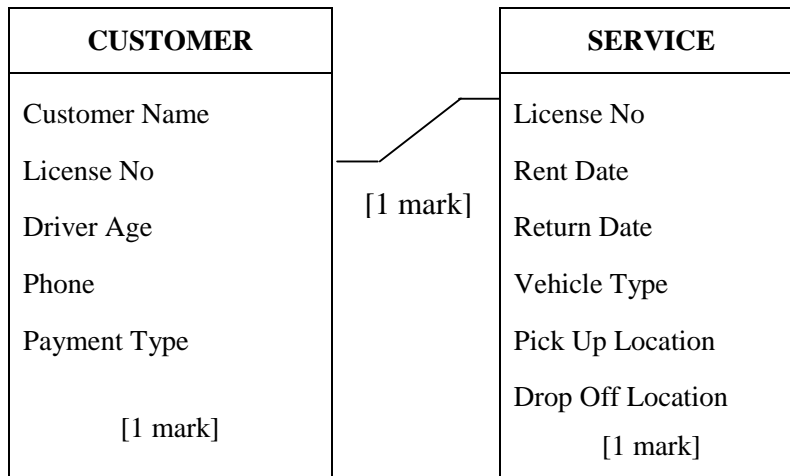 CUSTOMER
Customer Name
License No
Driver Age
Phone
Payment Type
[1 mark]
[1 mark]
SERVICE
License No
Rent Date
Return Date
Vehicle Type
Pick Up Location
Drop Off Location
[1 mark]